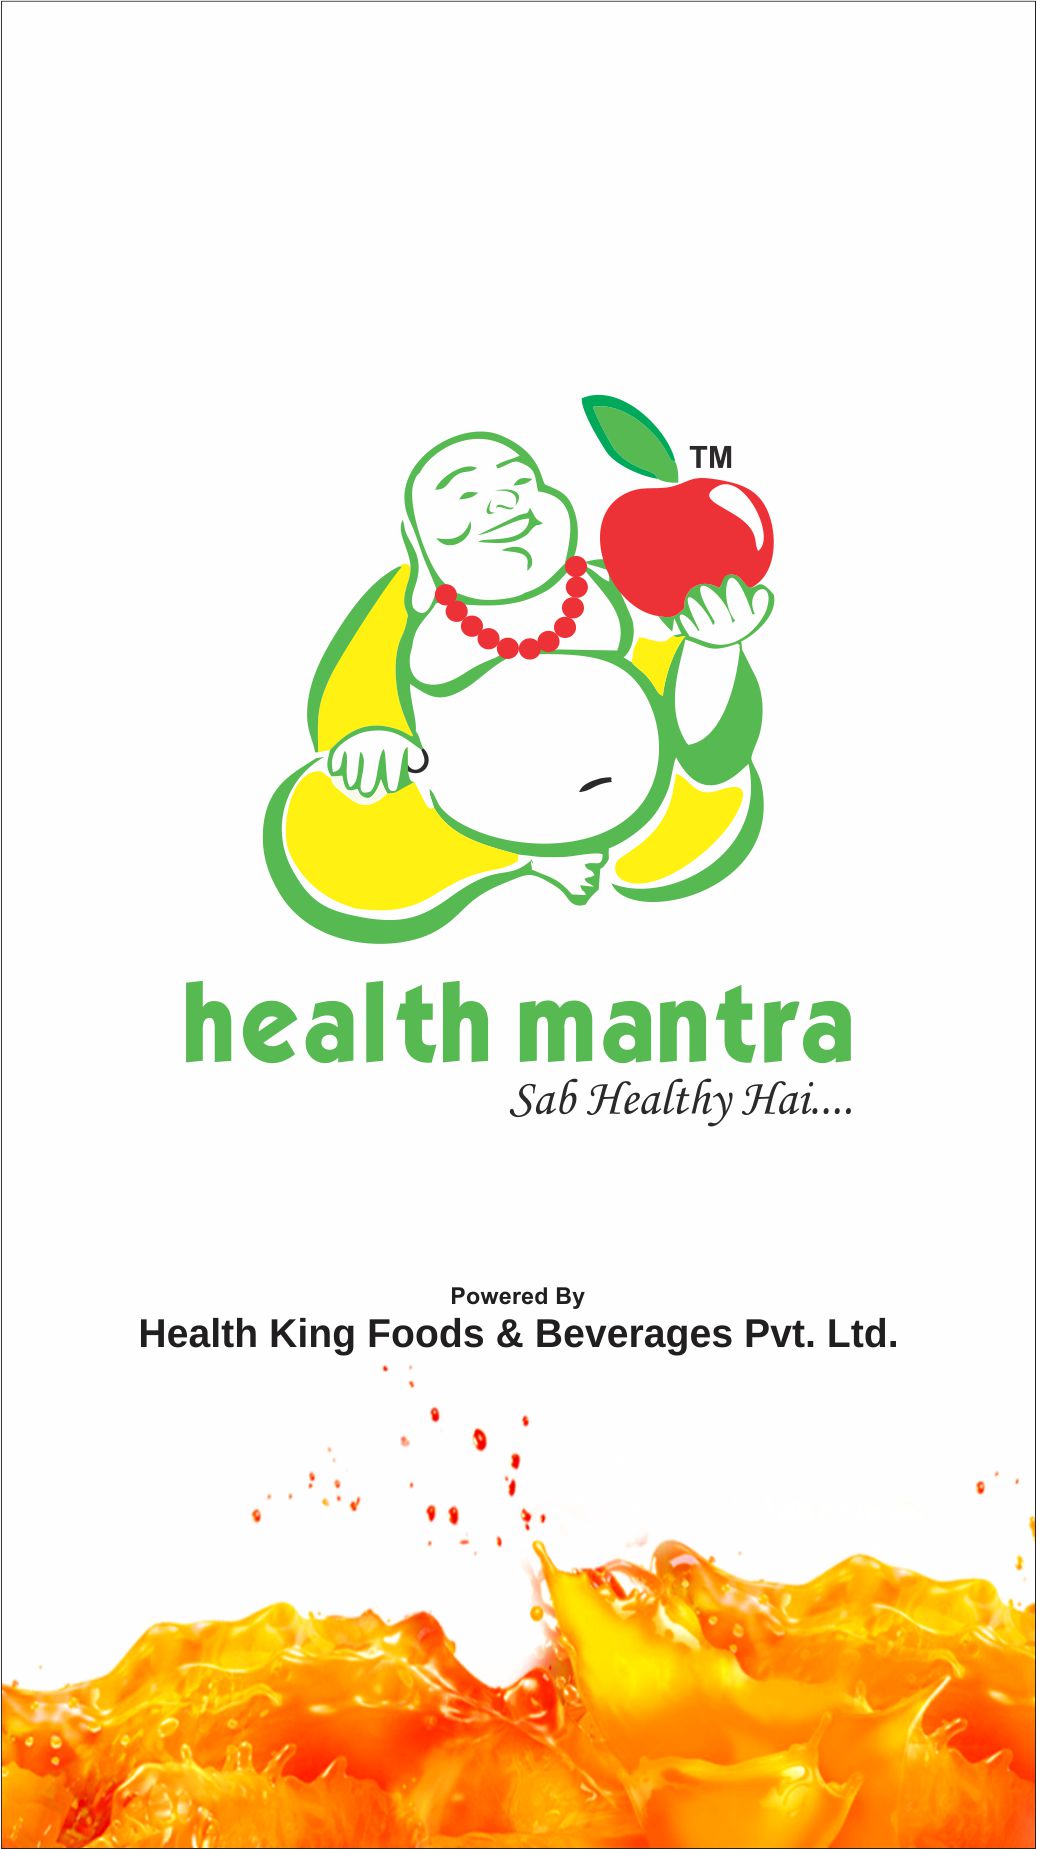 TM
health mantra
Sab Healthy Hai....
Powered By
Health King Foods & Beverages Pvt. Ltd.